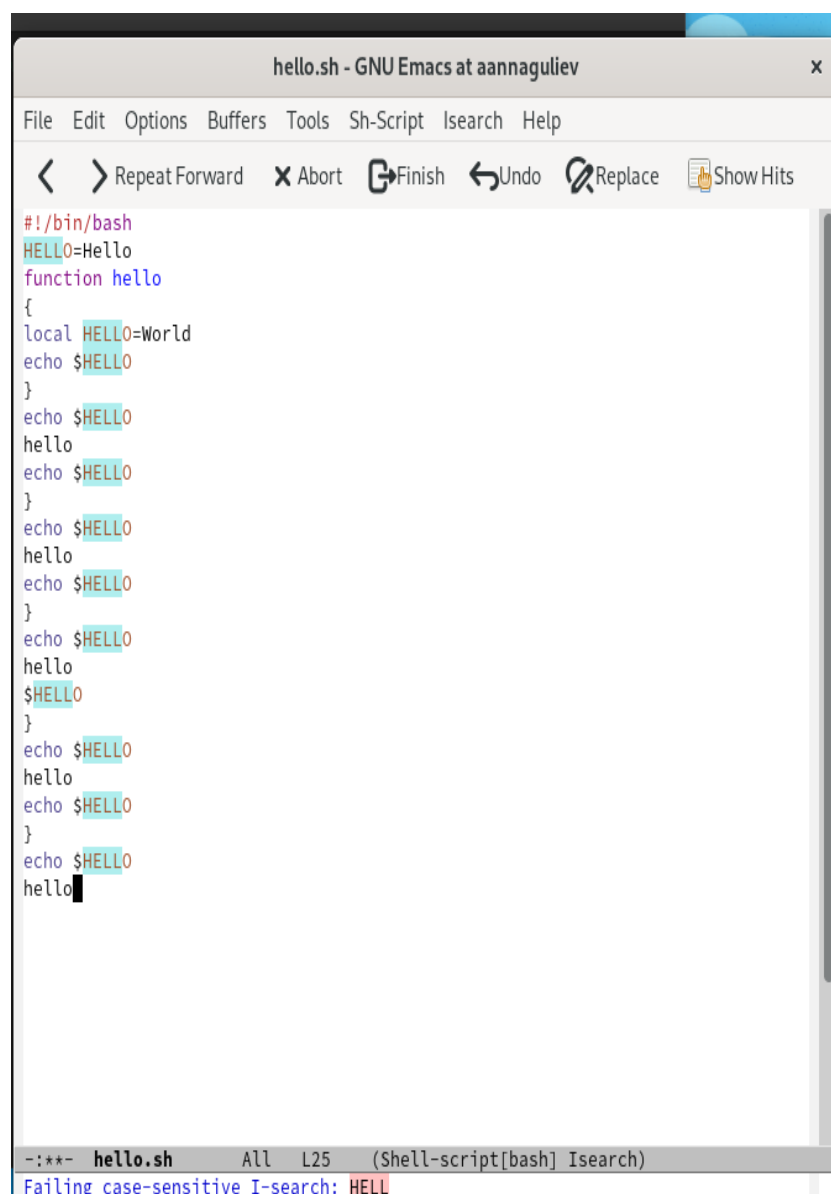 hello.sh - GNU Emacs at aannaguliev ×
File Edit Options Buffers Tools Sh-Script Isearch Help
Repeat Forward Abort Finish Undo Replace Show Hits
#!/bin/bash
HELLO=Hello
function hello
{
local HELLO=World
echo $HELLO
}
echo $HELLO
hello
echo $HELLO
}
echo $HELLO
hello
echo $HELLO
}
echo $HELLO
hello
$HELLO
}
echo $HELLO
hello
echo $HELLO
}
echo $HELLO
hello
-:**- hello.sh All L25 (Shell-script[bash] Isearch)
Failing case-sensitive I-search: HELL